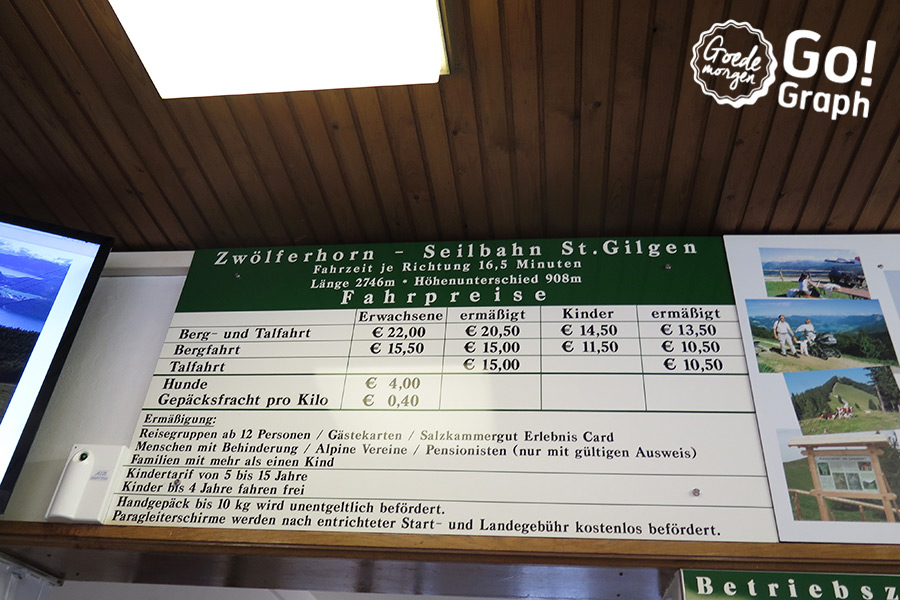 Goede morgen
Go!
Graph
Zwölferhorn - Seilbahn St.Gilgen
Fahrzeit je Richtung 16,5 Minuten
Länge 2746m • Höhenunterschied 908m
Fahrpreise
Erwachsene ermäßigt Kinder ermäßigt
Berg- und Talfahrt € 22,00 € 20,50 € 14,50 € 13,50
Bergfahrt € 15,50 € 15,00 € 11,50 € 10,50
Talfahrt € 15,00 € 10,50
Hunde € 4,00
Gepäcksfracht pro Kilo € 0,40
Ermäßigung:
Reisegruppen ab 12 Personen / Gästekarten / Salzkammergut Erlebnis Card
Menschen mit Behinderung / Alpine Vereine / Pensionisten (nur mit gültigen Ausweis)
Familien mit mehr als einen Kind
Kindertarif von 5 bis 15 Jahre
Kinder bis 4 Jahre fahren frei
Handgepäck bis 10 kg wird unentgeltlich befördert.
Paragleiterschirme werden nach entrichteter Start- und Landegebühr kostenlos befördert.
Betriebsz